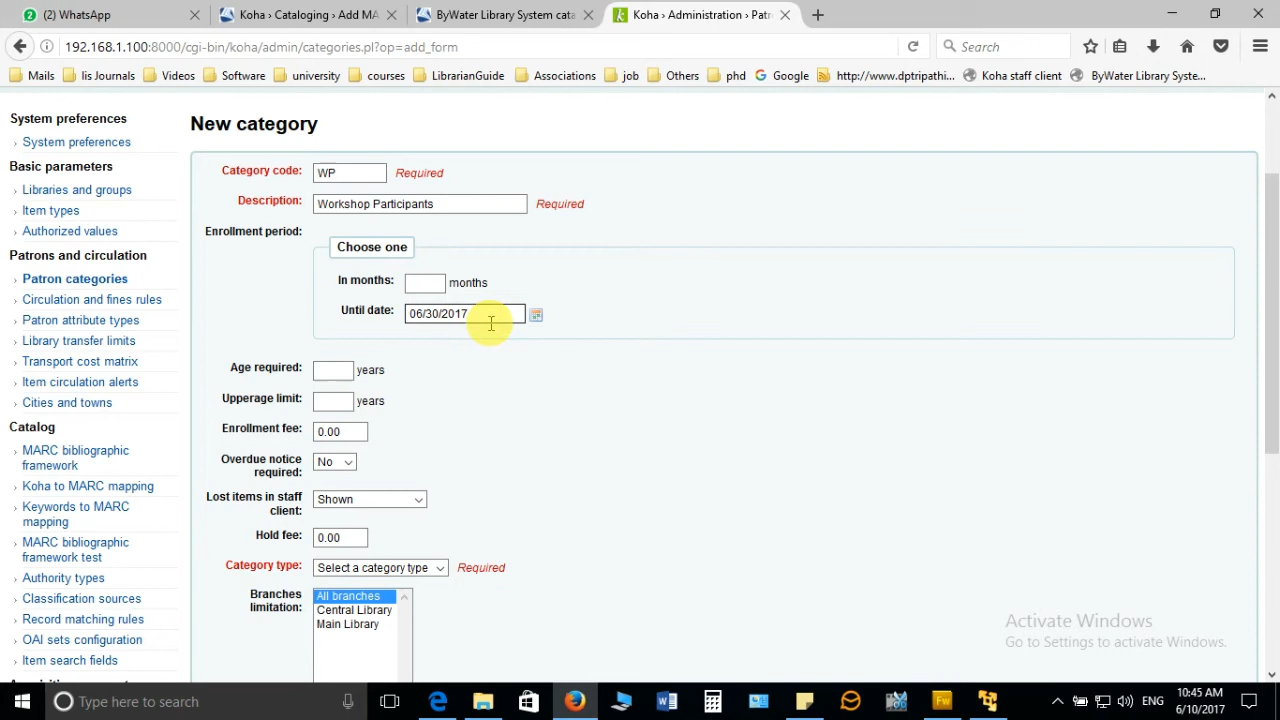 (2) WhatsApp
Koha › Cataloging › Add MA
ByWater Library System cata
Koha › Administration › Patr
192.168.1.100:8000/cgi-bin/koha/admin/categories.pl?op=add_form
Search
Mails
lis Journals
Videos
Software
university
courses
LibrarianGuide
Associations
job
Others
phd
Google
http://www.dptripathi...
Koha staff client
ByWater Library Syste...
System preferences
System preferences
Basic parameters
Libraries and groups
Item types
Authorized values
Patrons and circulation
Patron categories
Circulation and fines rules
Patron attribute types
Library transfer limits
Transport cost matrix
Item circulation alerts
Cities and towns
Catalog
MARC bibliographic
framework
Koha to MARC mapping
Keywords to MARC
mapping
MARC bibliographic
framework test
Authority types
Classification sources
Record matching rules
OAI sets configuration
Item search fields
New category
Category code: WP Required
Description: Workshop Participants Required
Enrollment period:
Choose one
In months: months
Until date: 06/30/2017
Age required: years
Upperage limit: years
Enrollment fee: 0.00
Overdue notice
required: No
Lost items in staff
client: Shown
Hold fee: 0.00
Category type: Select a category type Required
Branches
limitation:
All branches
Central Library
Main Library
Activate Windows
Go to Settings to activate Windows.
Type here to search
ENG
10:45 AM
6/10/2017